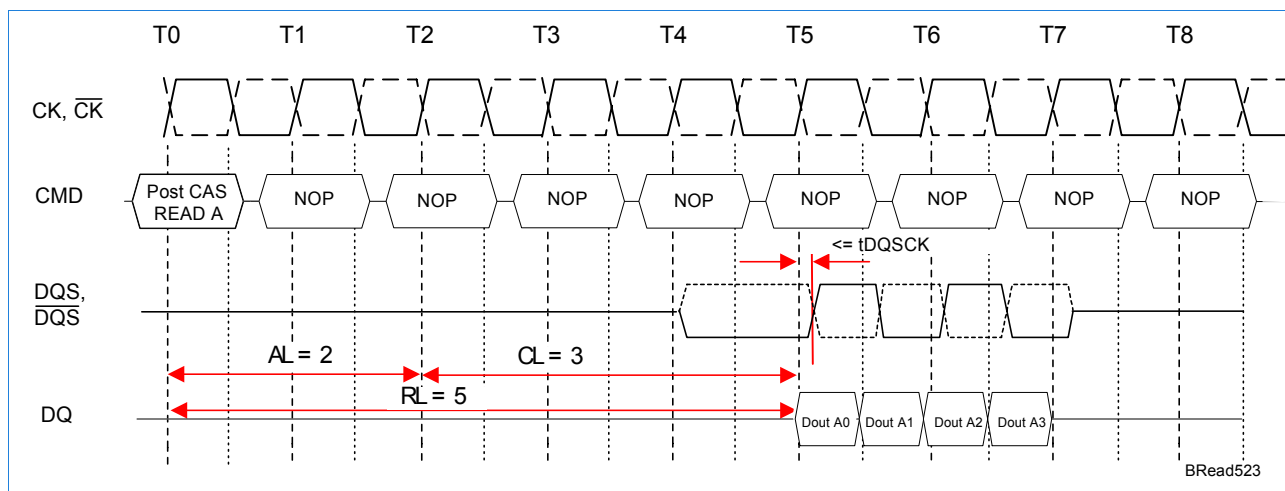 T0 T1 T2 T3 T4 T5 T6 T7 T8
CK, C̅K̅
CMD
Post CAS
READ A
NOP NOP NOP NOP NOP NOP NOP NOP
<= tDQSCK
DQS,
D̅Q̅S̅
AL = 2
CL = 3
RL = 5
DQ
Dout A0 Dout A1 Dout A2 Dout A3
BRead523